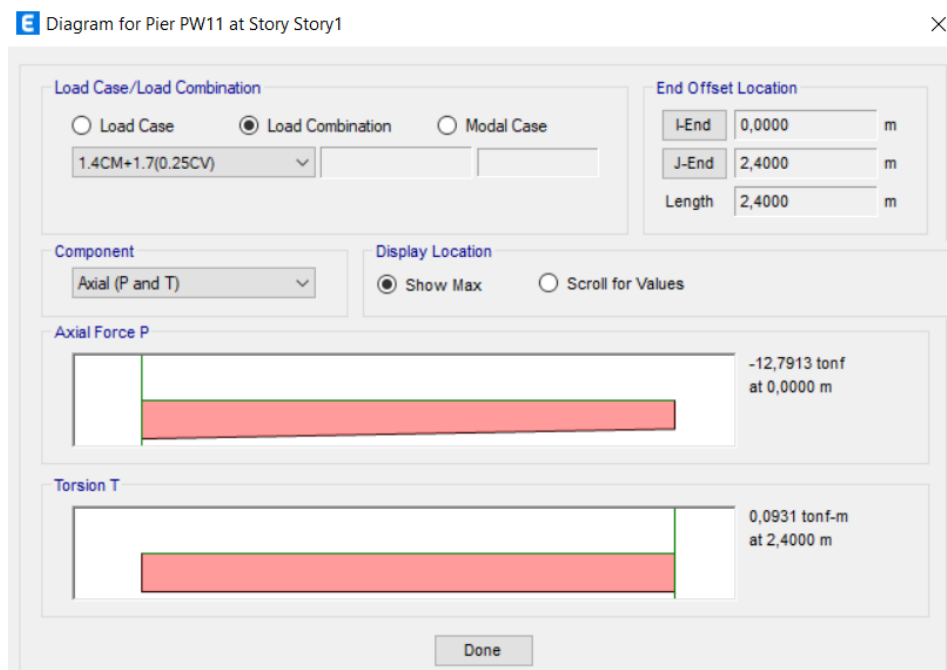 E Diagram for Pier PW11 at Story Story1
Load Case/Load Combination
Load Case Load Combination Modal Case
1.4CM+1.7(0.25CV)
End Offset Location
I-End 0,0000 m
J-End 2,4000 m
Length 2,4000 m
Component
Axial (P and T)
Display Location
Show Max Scroll for Values
Axial Force P
-12,7913 tonf
at 0,0000 m
Torsion T
0,0931 tonf-m
at 2,4000 m
Done